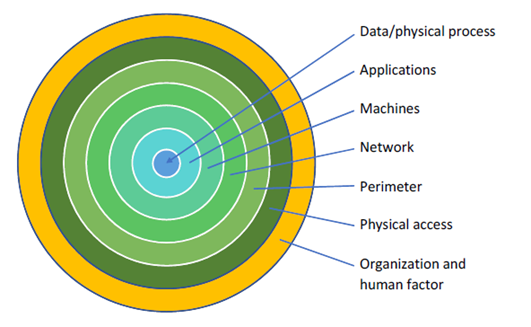 Data/physical process
Applications
Machines
Network
Perimeter
Physical access
Organization and
human factor